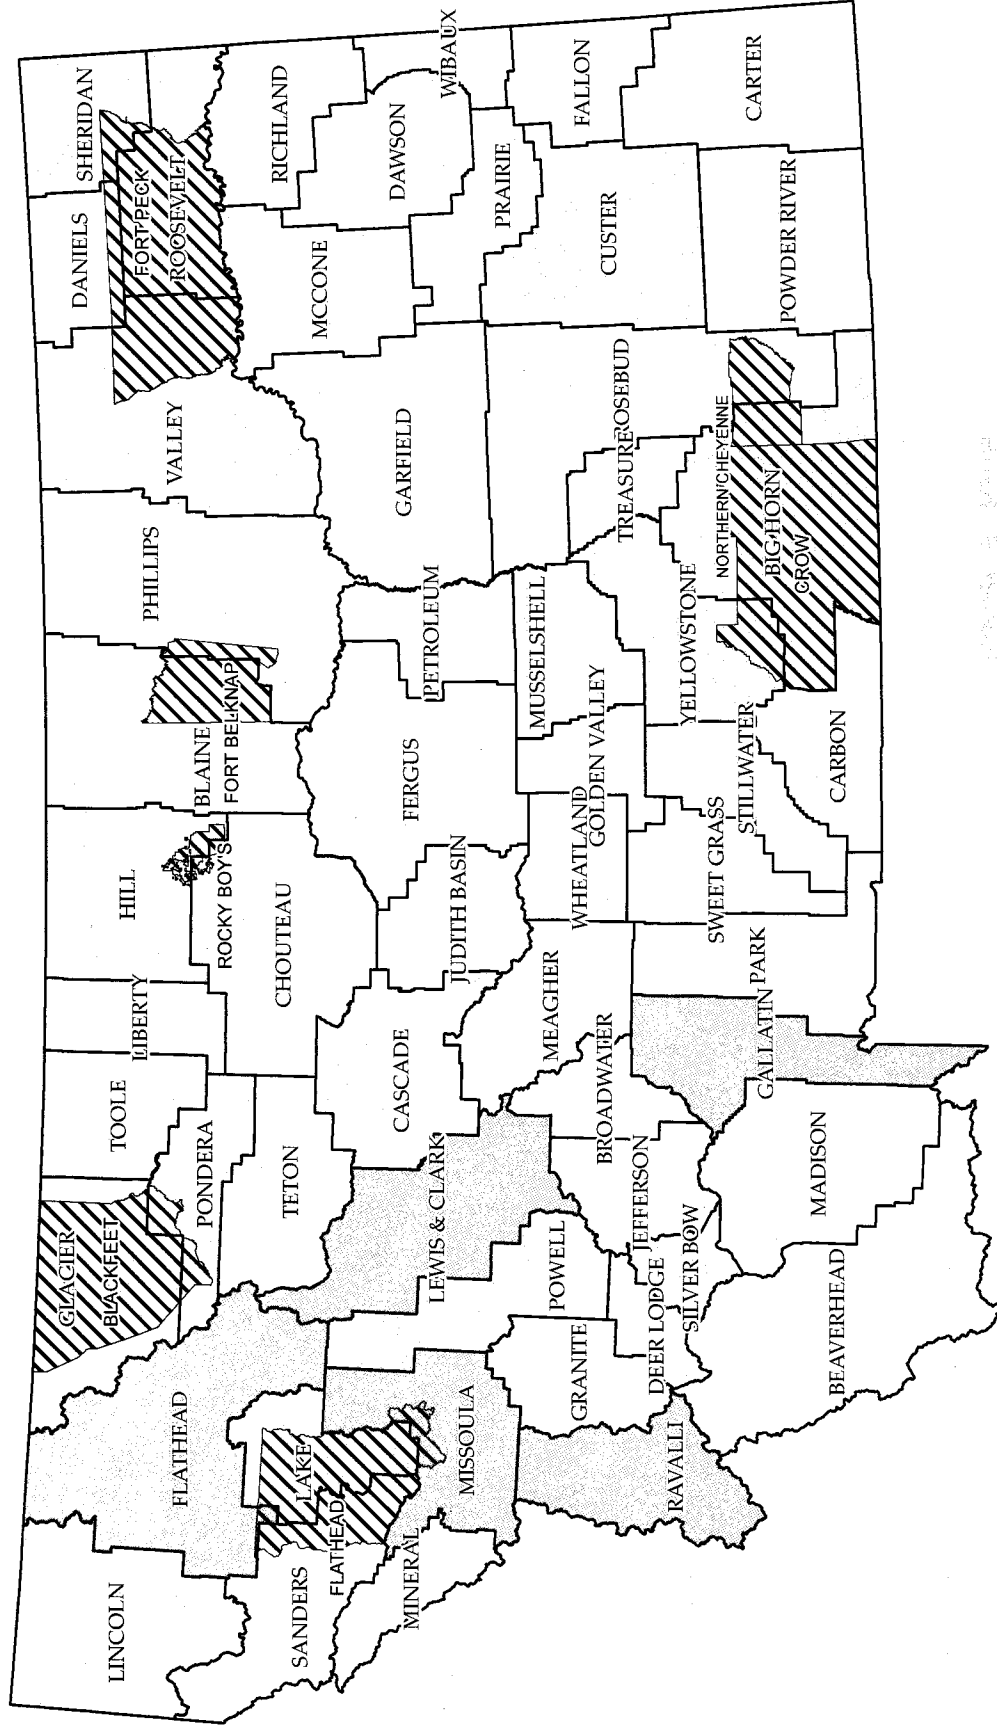 LINCOLN
FLATHEAD
GLACIER
BLACKFEET
TOOLE
LIBERTY
HILL
BLAINE
PHILLIPS
VALLEY
DANIELS
SHERIDAN
FORT PECK
ROOSEVELT
PONDERA
ROCKY BOY'S
FORT BELKNAP
SANDERS
LAKE
FLATHEAD
TETON
CHOUTEAU
MCCONE
RICHLAND
MINERAL
MISSOULA
LEWIS & CLARK
CASCADE
JUDITH BASIN
FERGUS
PETROLEUM
GARFIELD
DAWSON
WIBAUX
PRAIRIE
POWELL
GRANITE
MEAGHER
MUSSELSHELL
WHEATLAND
GOLDEN VALLEY
TREASURE
ROSEBUD
CUSTER
FALLON
BROADWATER
JEFFERSON
DEER LODGE
SILVER BOW
RAVALLI
YELLOWSTONE
NORTHERN CHEYENNE
SWEET GRASS
STILLWATER
BIG HORN
CROW
POWDER RIVER
CARTER
GALLATIN
PARK
MADISON
BEAVERHEAD
CARBON